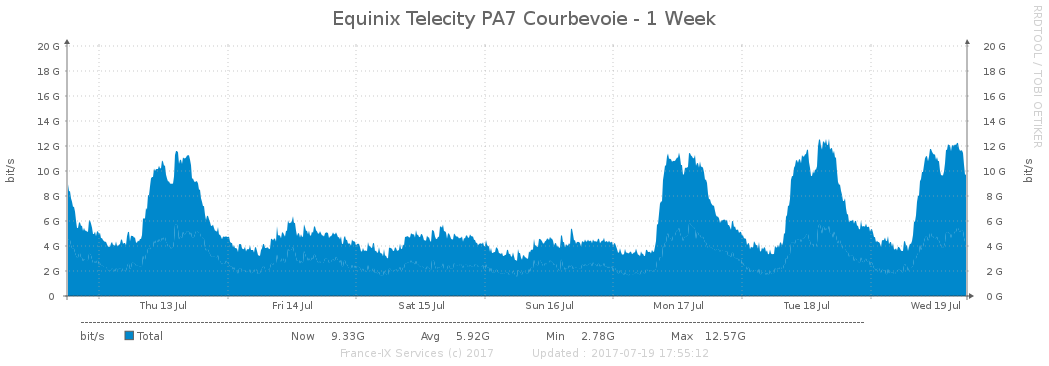 Equinix Telecity PA7 Courbevoie - 1 Week
RRDTOOL / TOBI OETIKER
bit/s
20 G 20 G
18 G 18 G
16 G 16 G
14 G 14 G
12 G 12 G
10 G 10 G
8 G 8 G
6 G 6 G
4 G 4 G
2 G 2 G
0 0 G
bit/s
Thu 13 Jul Fri 14 Jul Sat 15 Jul Sun 16 Jul Mon 17 Jul Tue 18 Jul Wed 19 Jul
bit/s Total Now 9.33G Avg 5.92G Min 2.78G Max 12.57G
France-IX Services (c) 2017 Updated : 2017-07-19 17:55:12